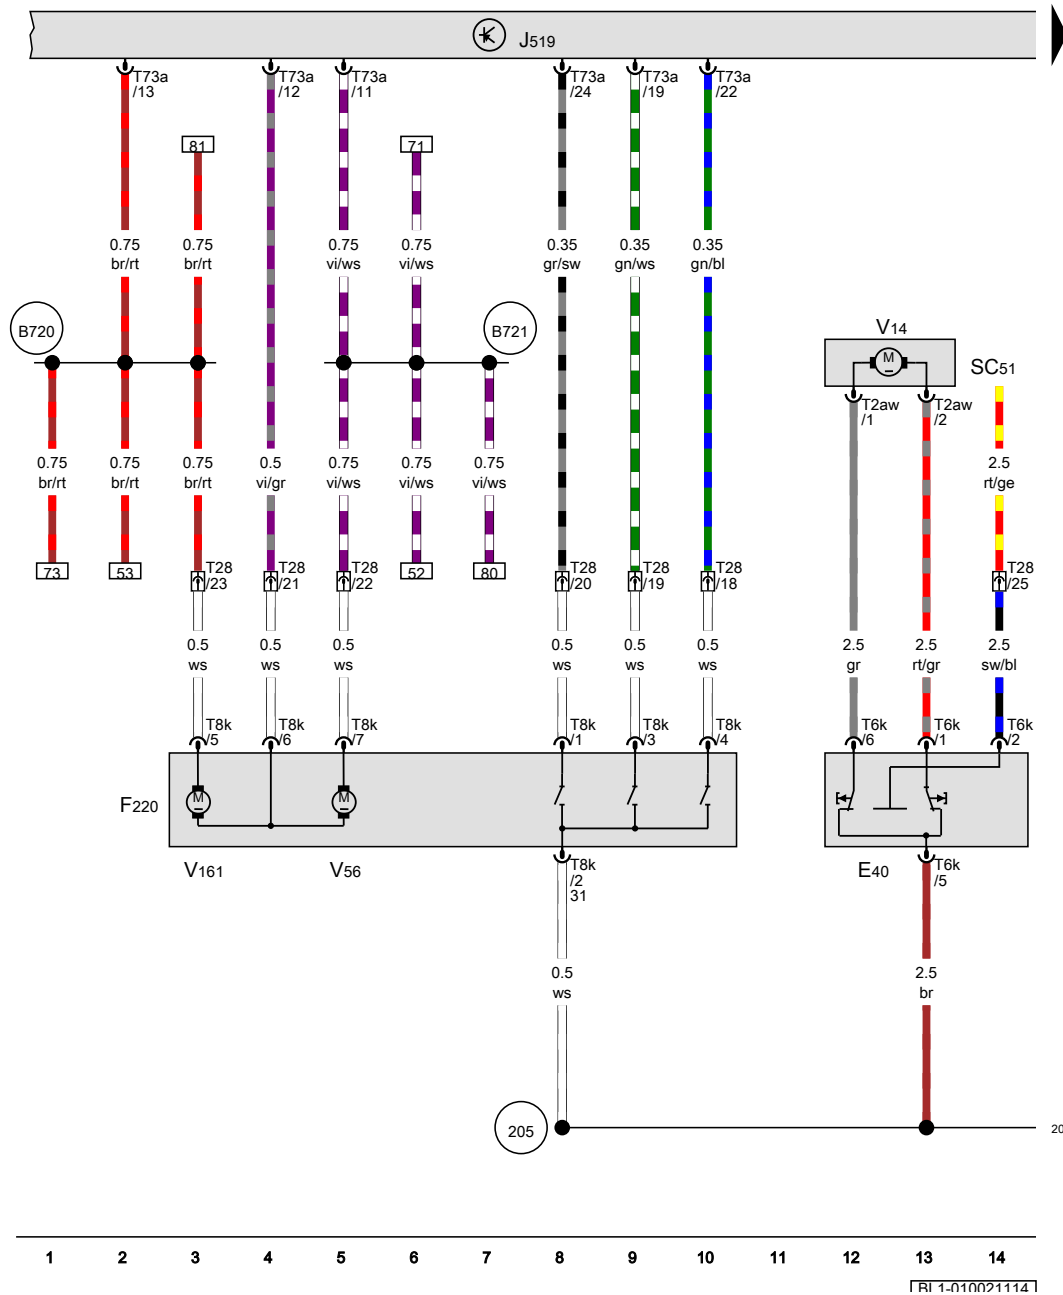 J519
T73a /13
T73a /12
T73a /11
T73a /24
T73a /19
T73a /22
81
71
0.75 br/rt
0.75 br/rt
0.75 vi/ws
0.75 vi/ws
0.35 gr/sw
0.35 gn/ws
0.35 gn/bl
B720
B721
V14
SC51
T2aw /1
T2aw /2
0.75 br/rt
0.75 br/rt
0.75 br/rt
0.5 vi/gr
0.75 vi/ws
0.75 vi/ws
0.75 vi/ws
2.5 rt/ge
73
53
T28 /23
T28 /21
T28 /22
52
80
T28 /20
T28 /19
T28 /18
T28 /25
0.5 ws
0.5 ws
0.5 ws
0.5 ws
0.5 ws
0.5 ws
2.5 gr
2.5 rt/gr
2.5 sw/bl
T8k /5
T8k /6
T8k /7
T8k /1
T8k /3
T8k /4
T6k /6
T6k /1
T6k /2
M
M
M
F220
V161
V56
T8k /2 31
E40
T6k /5
0.5 ws
2.5 br
205
20
1 2 3 4 5 6 7 8 9 10 11 12 13 14
BL1-010021114